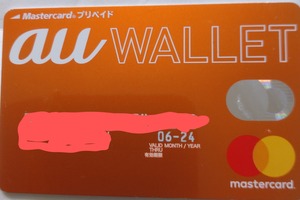 Mastercard®プリペイド
au WALLET
06-24
VALID MONTH / YEAR
THRU
有効期限
mastercard.